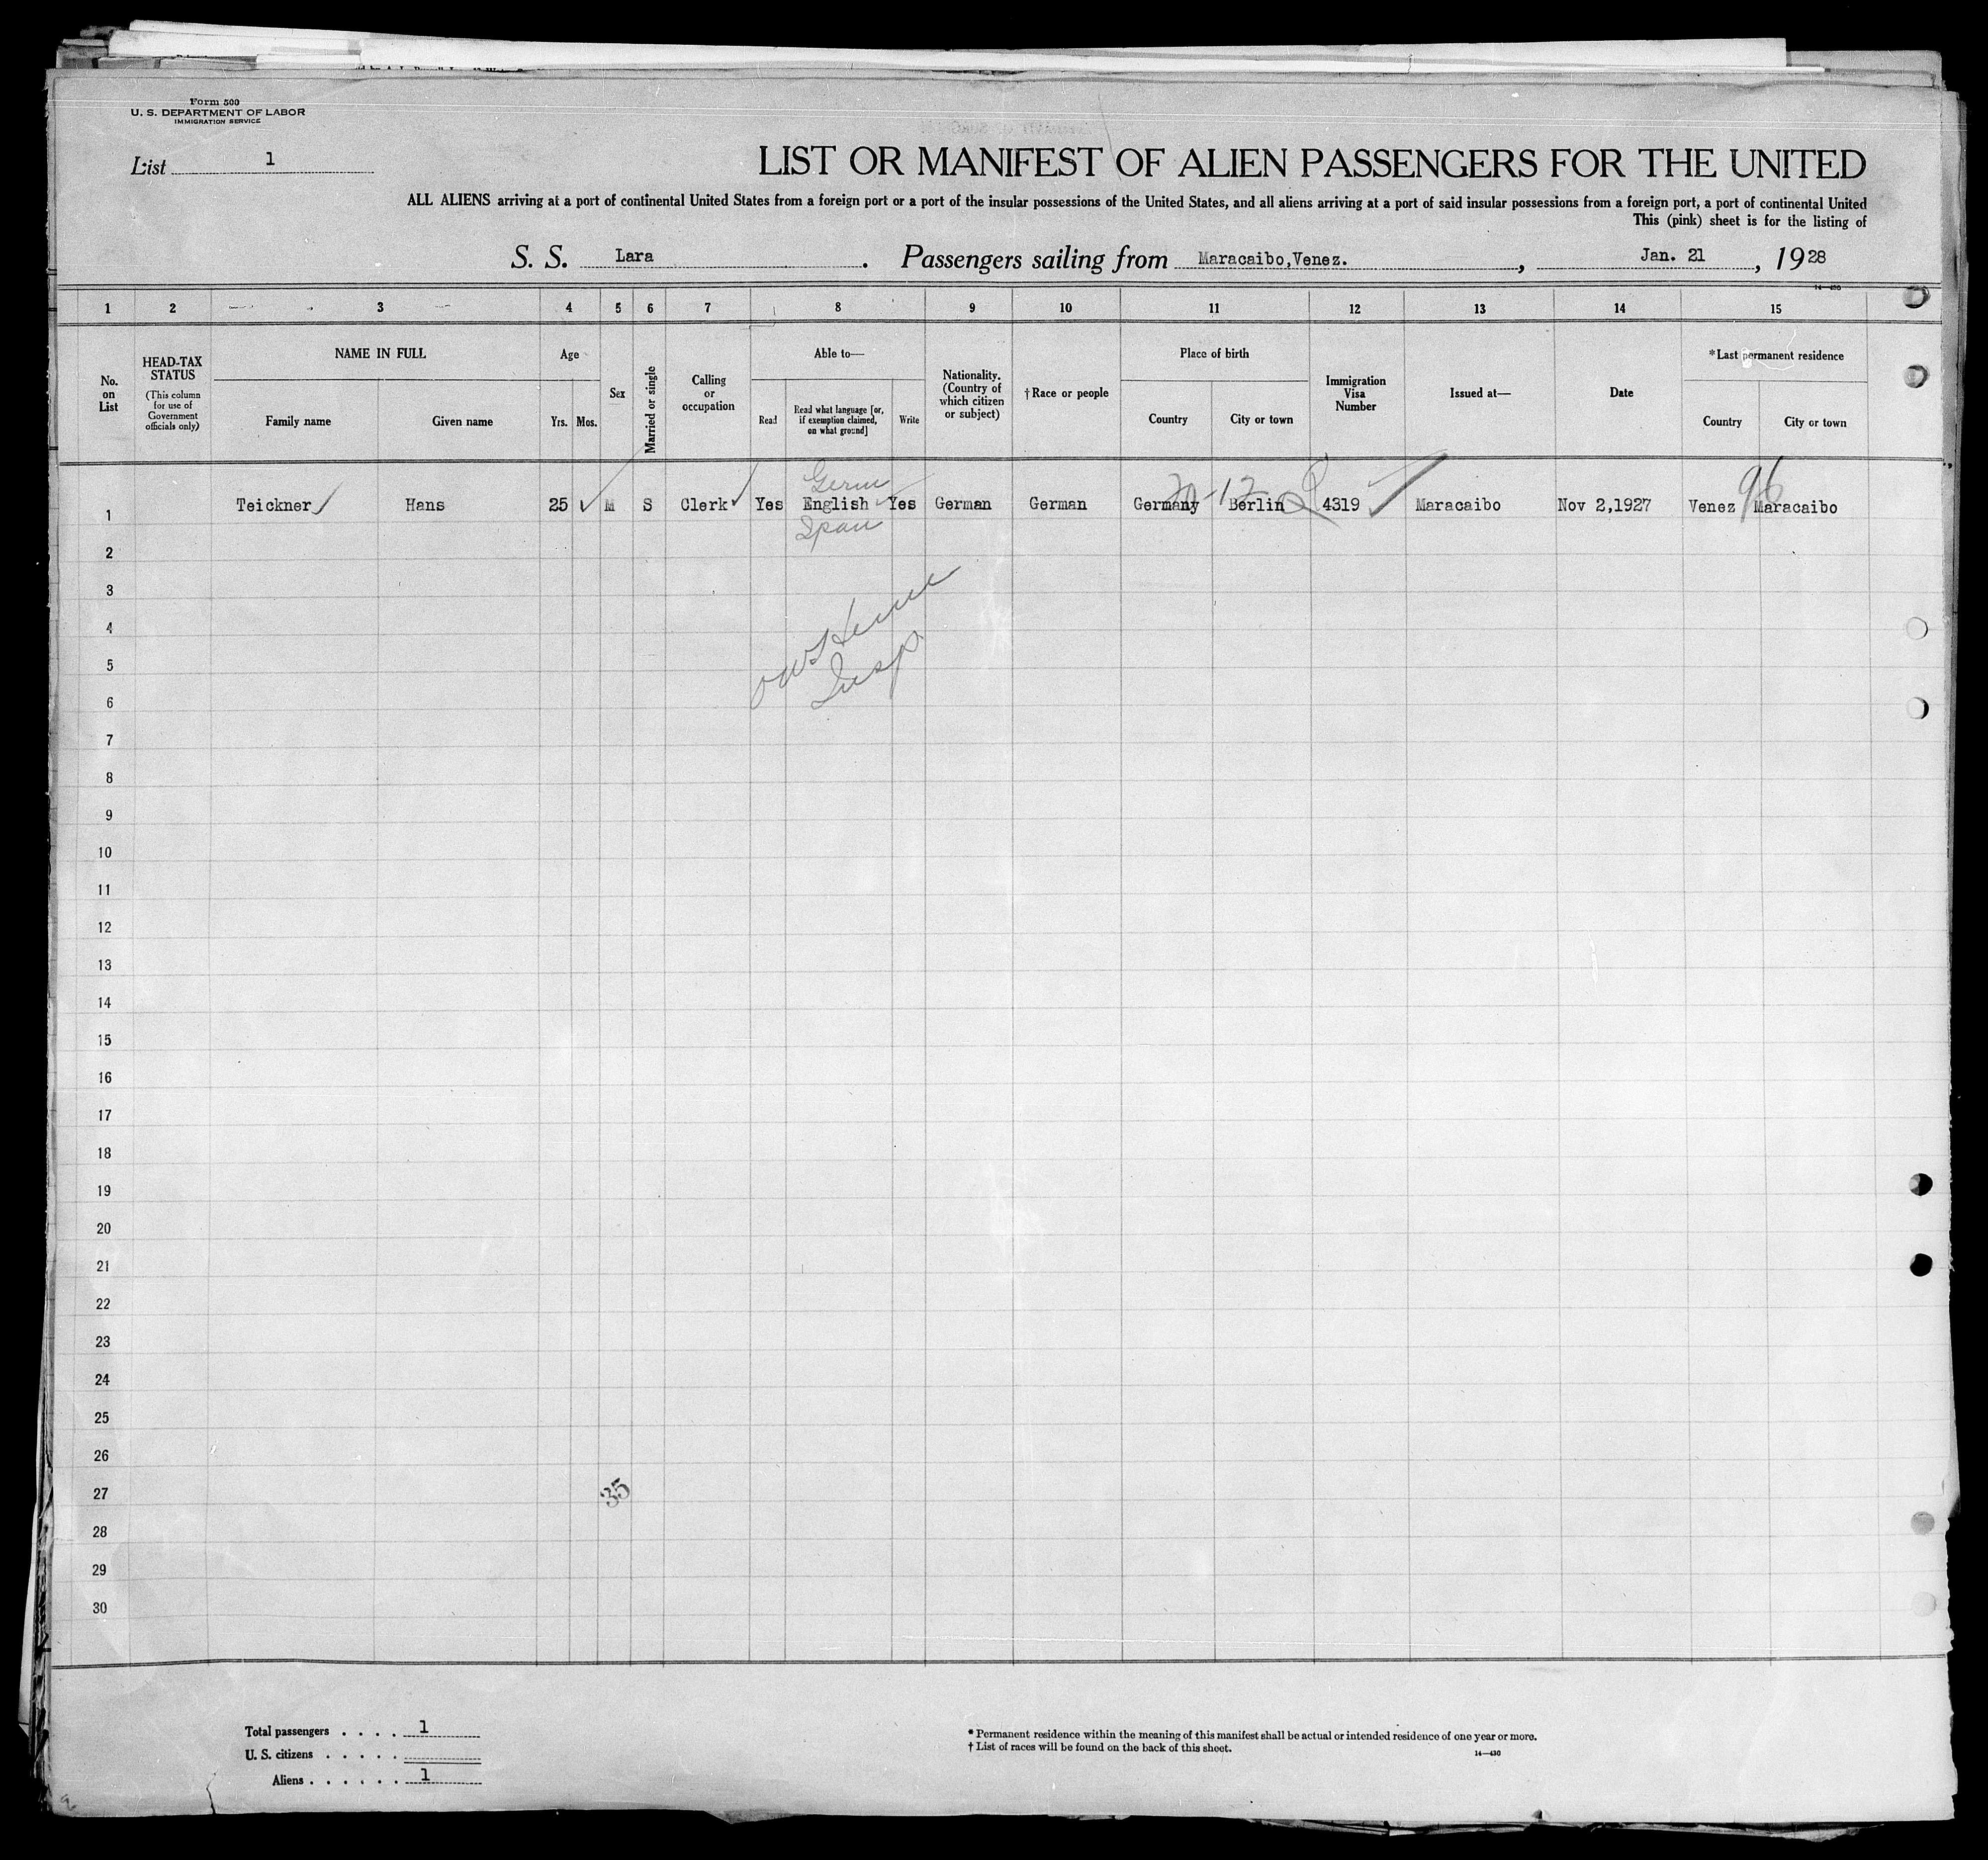 Form 500
U. S. DEPARTMENT OF LABOR
IMMIGRATION SERVICE
List 1
LIST OR MANIFEST OF ALIEN PASSENGERS FOR THE UNITED
ALL ALIENS arriving at a port of continental United States from a foreign port or a port of the insular possessions of the United States, and all aliens arriving at a port of said insular possessions from a foreign port, a port of continental United
This (pink) sheet is for the listing of
S. S. Lara. Passengers sailing from Maracaibo,Venez., Jan. 21, 1928
14—430
1 2 3 4 5 6 7 8 9 10 11 12 13 14 15
No. on List
HEAD-TAX STATUS
(This column for use of Government officials only)
NAME IN FULL
Family name Given name
Age
Yrs. Mos.
Sex
Married or single
Calling or occupation
Able to—
Read
Read what language [or, if exemption claimed, on what ground]
Write
Nationality. (Country of which citizen or subject)
†Race or people
Place of birth
Country City or town
Immigration Visa Number
Issued at—
Date
*Last permanent residence
Country City or town
Germ 20-12 96
1 Teickner Hans 25 M S Clerk Yes English Yes German German Germany Berlin 4319 Maracaibo Nov 2,1927 Venez Maracaibo
Span
2
3
4
5
Insp
6
7
8
9
10
11
12
13
14
15
16
17
18
19
20
21
22
23
24
25
26
27 35
28
29
30
Total passengers . . . . 1
U. S. citizens . . . . .
Aliens . . . . . . 1
* Permanent residence within the meaning of this manifest shall be actual or intended residence of one year or more.
† List of races will be found on the back of this sheet.
14—430